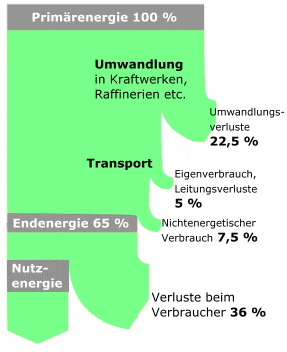 Primärenergie 100 %
Umwandlung
in Kraftwerken,
Raffinerien etc.
Umwandlungs-
verluste
22,5 %
Transport
Eigenverbrauch,
Leitungsverluste
5 %
Endenergie 65 %
Nichtenergetischer
Verbrauch 7,5 %
Nutz-
energie
Verluste beim
Verbraucher 36 %